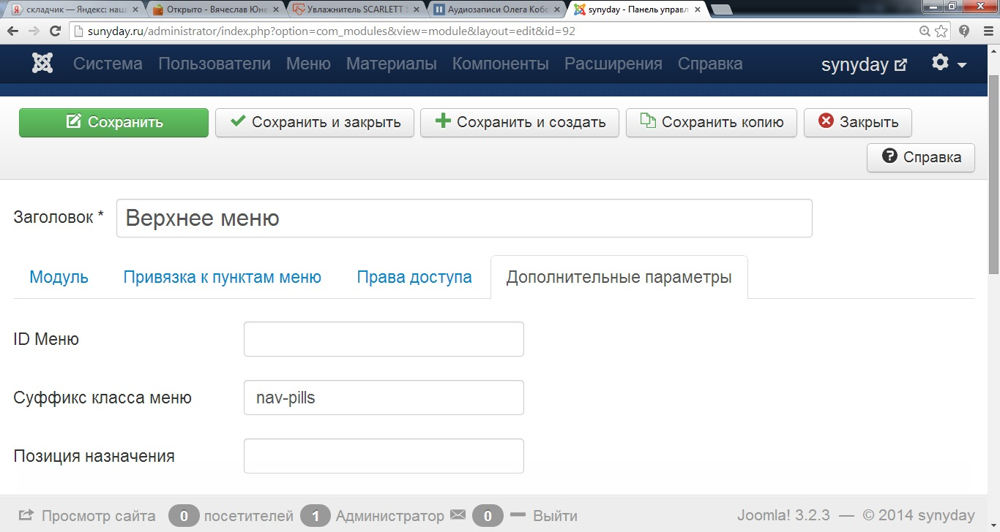 складчик — Яндекс: наш
Открыто - Вячеслав Юне
Увлажнитель SCARLETT S
Аудиозаписи Олега Кобс
synyday - Панель управл
sunyday.ru/administrator/index.php?option=com_modules&view=module&layout=edit&id=92
Система Пользователи Меню Материалы Компоненты Расширения Справка synyday
Сохранить Сохранить и закрыть Сохранить и создать Сохранить копию Закрыть
Справка
Заголовок * Верхнее меню
Модуль Привязка к пунктам меню Права доступа Дополнительные параметры
ID Меню
Суффикс класса меню nav-pills
Позиция назначения
Просмотр сайта 0 посетителей 1 Администратор 0 Выйти Joomla! 3.2.3 — © 2014 synyday